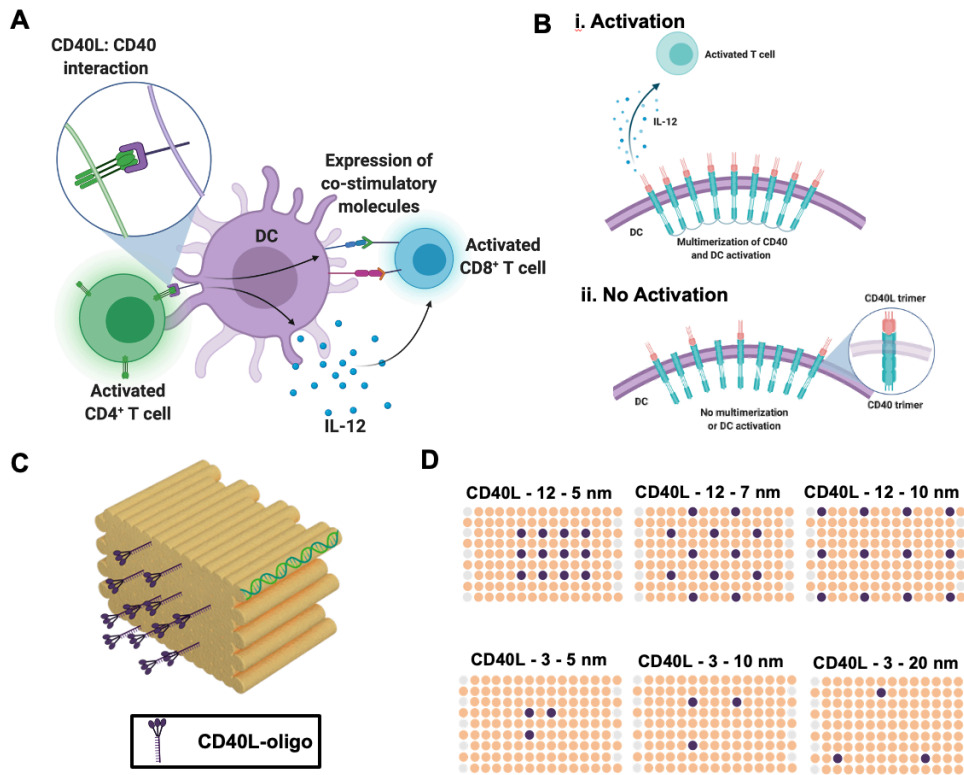 A
CD40L: CD40
interaction
Expression of
co-stimulatory
molecules
DC
Activated
CD8⁺ T cell
Activated
CD4⁺ T cell
IL-12
B
i. Activation
Activated T cell
IL-12
DC
Multimerization of CD40
and DC activation
ii. No Activation
CD40L trimer
DC
CD40 trimer
No multimerization
or DC activation
C
CD40L-oligo
D
CD40L - 12 - 5 nm
CD40L - 12 - 7 nm
CD40L - 12 - 10 nm
CD40L - 3 - 5 nm
CD40L - 3 - 10 nm
CD40L - 3 - 20 nm